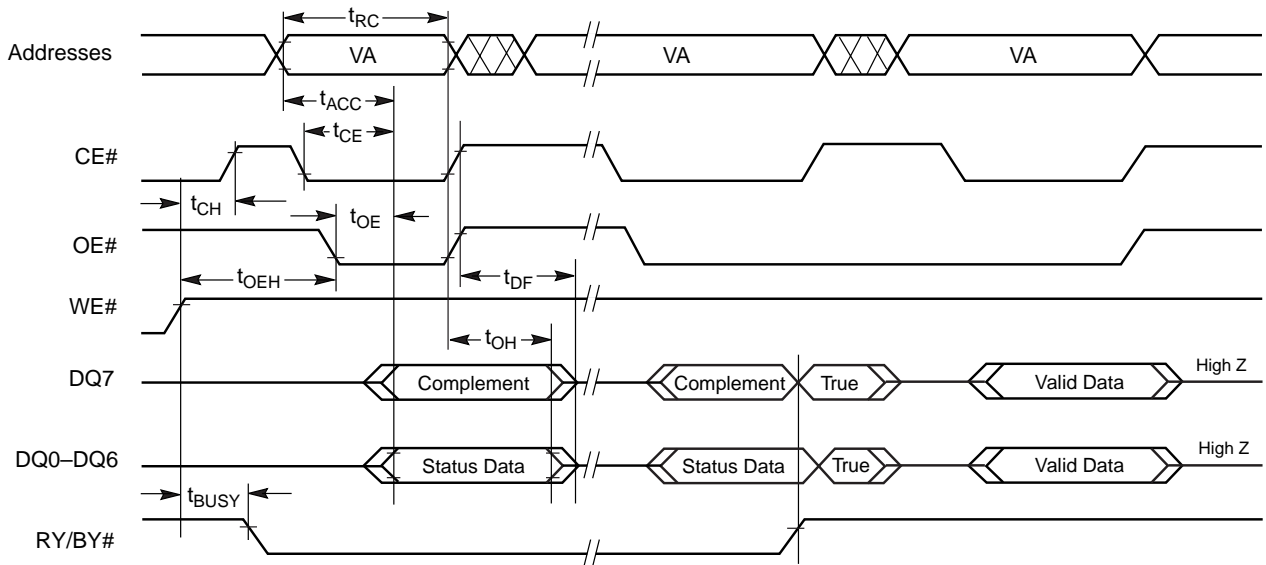 tRC
Addresses VA VA VA
tACC
tCE
CE#
tCH tOE
OE#
tOEH tDF
WE#
tOH
DQ7 Complement Complement True Valid Data High Z
DQ0–DQ6 Status Data Status Data True Valid Data High Z
tBUSY
RY/BY#